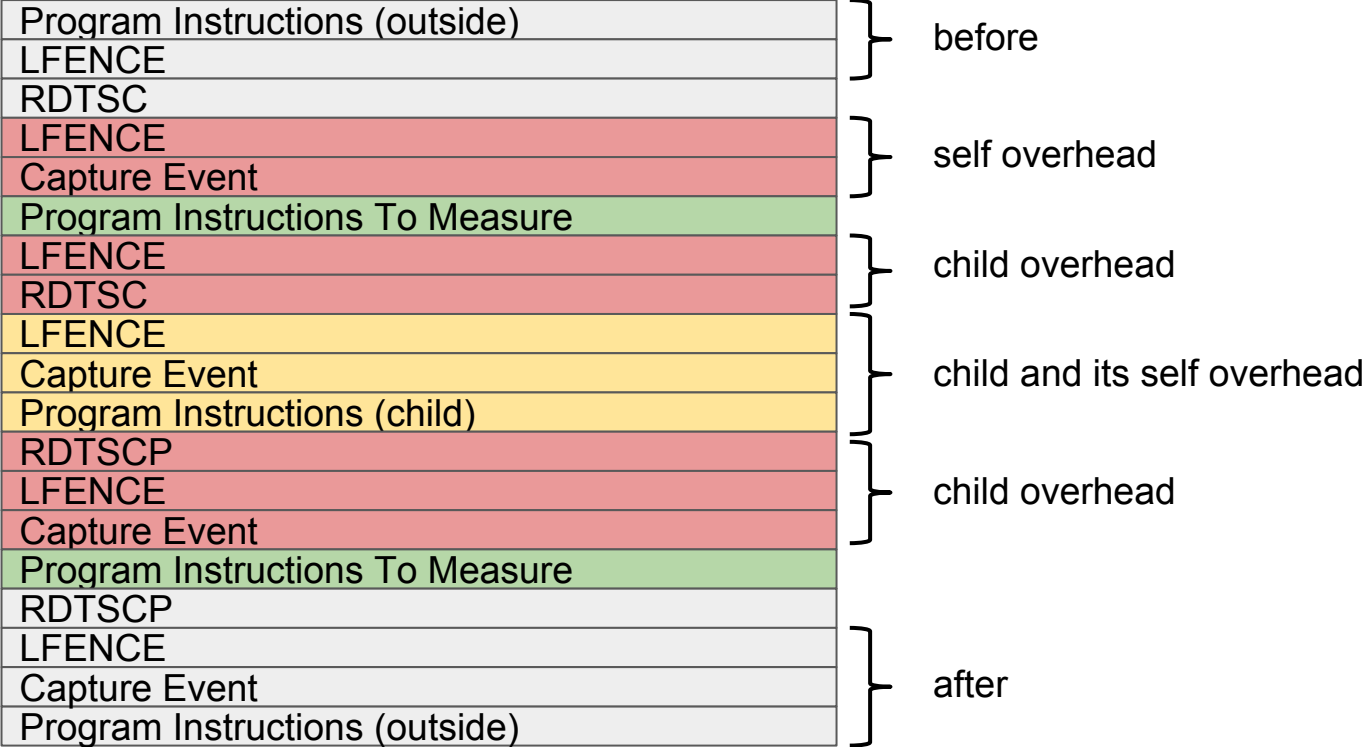 Program Instructions (outside)
LFENCE
before
RDTSC
LFENCE
Capture Event
self overhead
Program Instructions To Measure
LFENCE
RDTSC
child overhead
LFENCE
Capture Event
Program Instructions (child)
child and its self overhead
RDTSCP
LFENCE
Capture Event
child overhead
Program Instructions To Measure
RDTSCP
LFENCE
Capture Event
Program Instructions (outside)
after